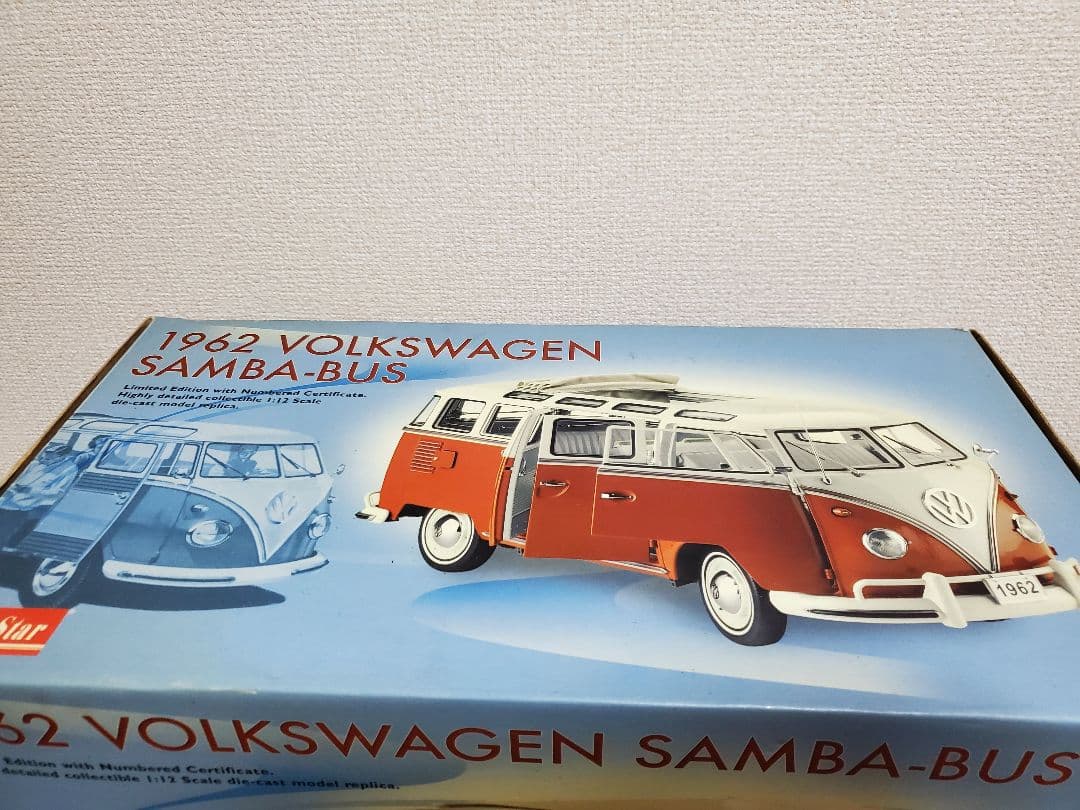 1962 VOLKSWAGEN
SAMBA-BUS
Limited Edition with Numbered Certificate.
Highly detailed collectible 1:12 Scale
die-cast model replica.
1962
Star
62 VOLKSWAGEN SAMBA-BUS
Edition with Numbered Certificate.
detailed collectible 1:12 Scale die-cast model replica.